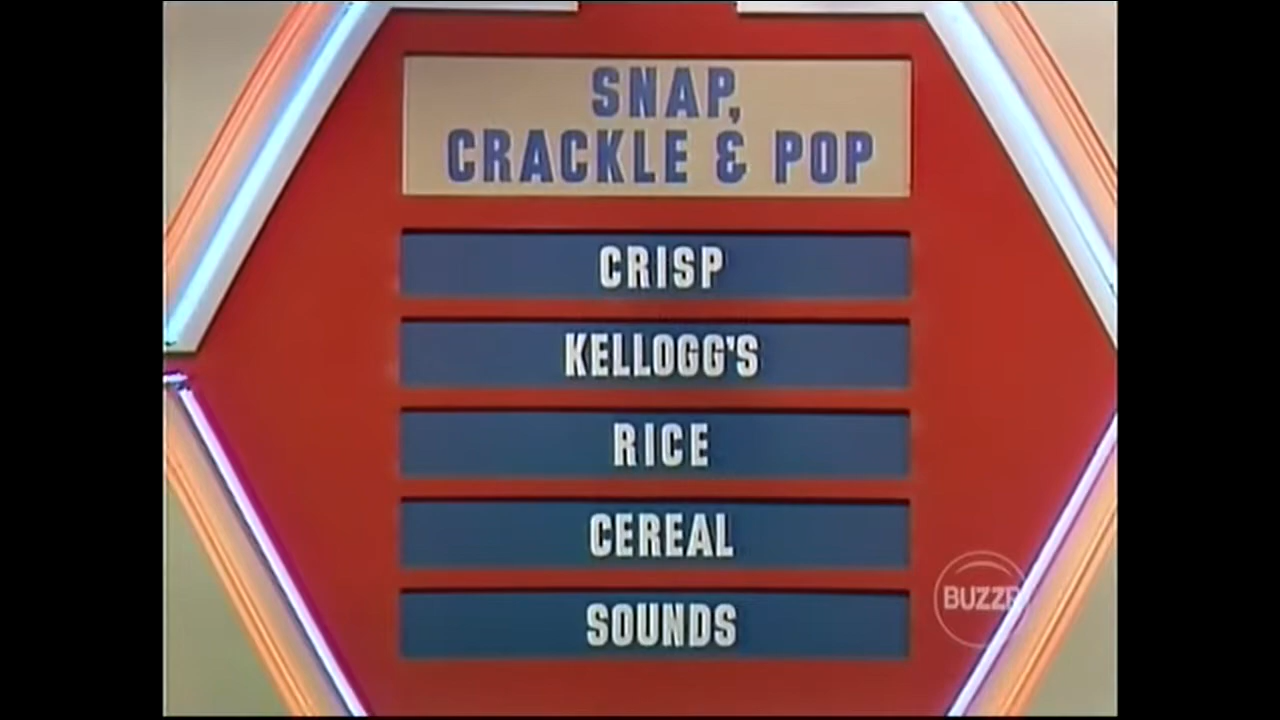 SNAP,
CRACKLE & POP
CRISP
KELLOGG'S
RICE
CEREAL
SOUNDS
BUZZR